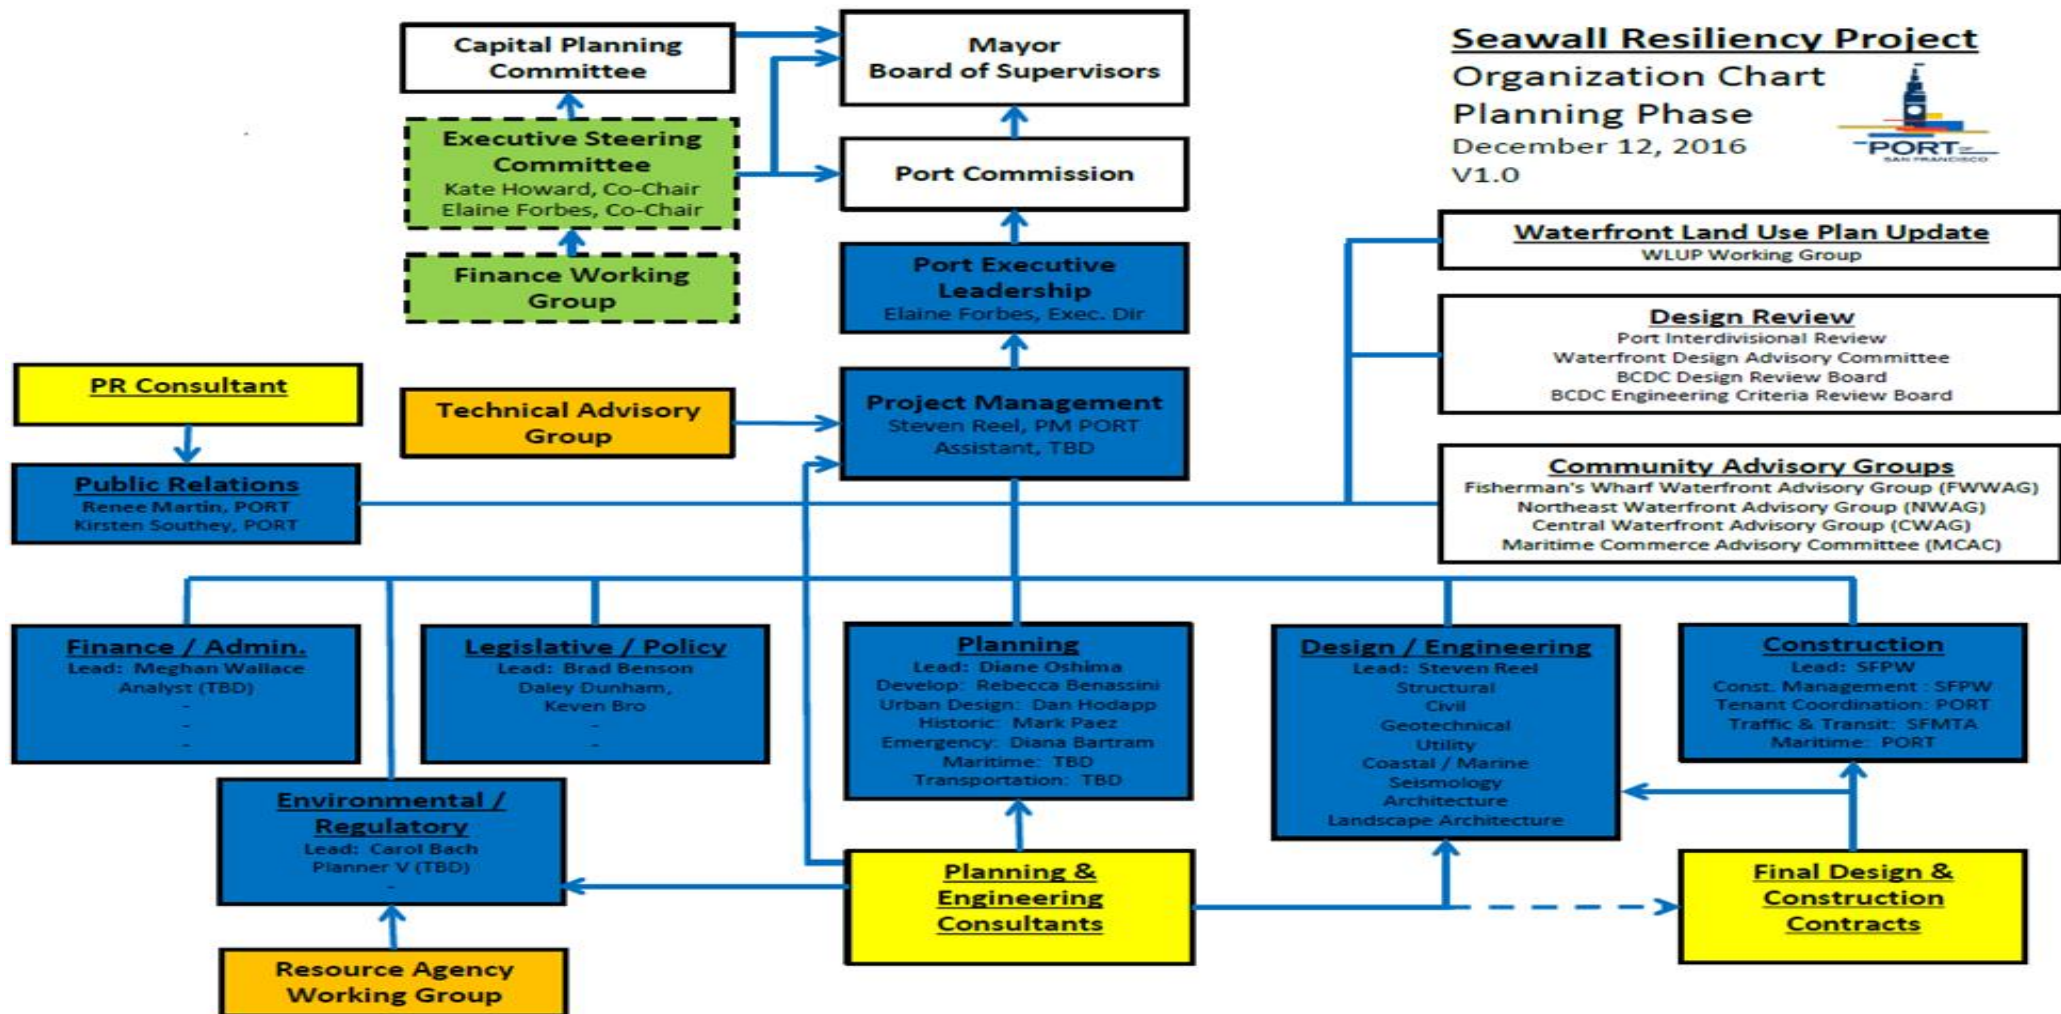 Seawall Resiliency Project
Organization Chart
Planning Phase
December 12, 2016
V1.0
PORT OF
SAN FRANCISCO
Capital Planning
Committee
Mayor
Board of Supervisors
Executive Steering
Committee
Kate Howard, Co-Chair
Elaine Forbes, Co-Chair
Port Commission
Finance Working
Group
Port Executive
Leadership
Elaine Forbes, Exec. Dir
Waterfront Land Use Plan Update
WLUP Working Group
Design Review
Port Interdivisional Review
Waterfront Design Advisory Committee
BCDC Design Review Board
BCDC Engineering Criteria Review Board
PR Consultant
Technical Advisory
Group
Project Management
Steven Reel, PM PORT
Assistant, TBD
Public Relations
Renee Martin, PORT
Kirsten Southey, PORT
Community Advisory Groups
Fisherman's Wharf Waterfront Advisory Group (FWWAG)
Northeast Waterfront Advisory Group (NWAG)
Central Waterfront Advisory Group (CWAG)
Maritime Commerce Advisory Committee (MCAC)
Finance / Admin.
Lead: Meghan Wallace
Analyst (TBD)
-
-
-
Legislative / Policy
Lead: Brad Benson
Daley Dunham,
Keven Bro
-
-
Planning
Lead: Diane Oshima
Develop: Rebecca Benassini
Urban Design: Dan Hodapp
Historic: Mark Paez
Emergency: Diana Bartram
Maritime: TBD
Transportation: TBD
Design / Engineering
Lead: Steven Reel
Structural
Civil
Geotechnical
Utility
Coastal / Marine
Seismology
Architecture
Landscape Architecture
Construction
Lead: SFPW
Const. Management : SFPW
Tenant Coordination: PORT
Traffic & Transit: SFMTA
Maritime: PORT
Environmental /
Regulatory
Lead: Carol Bach
Planner V (TBD)
-
Planning &
Engineering
Consultants
Final Design &
Construction
Contracts
Resource Agency
Working Group